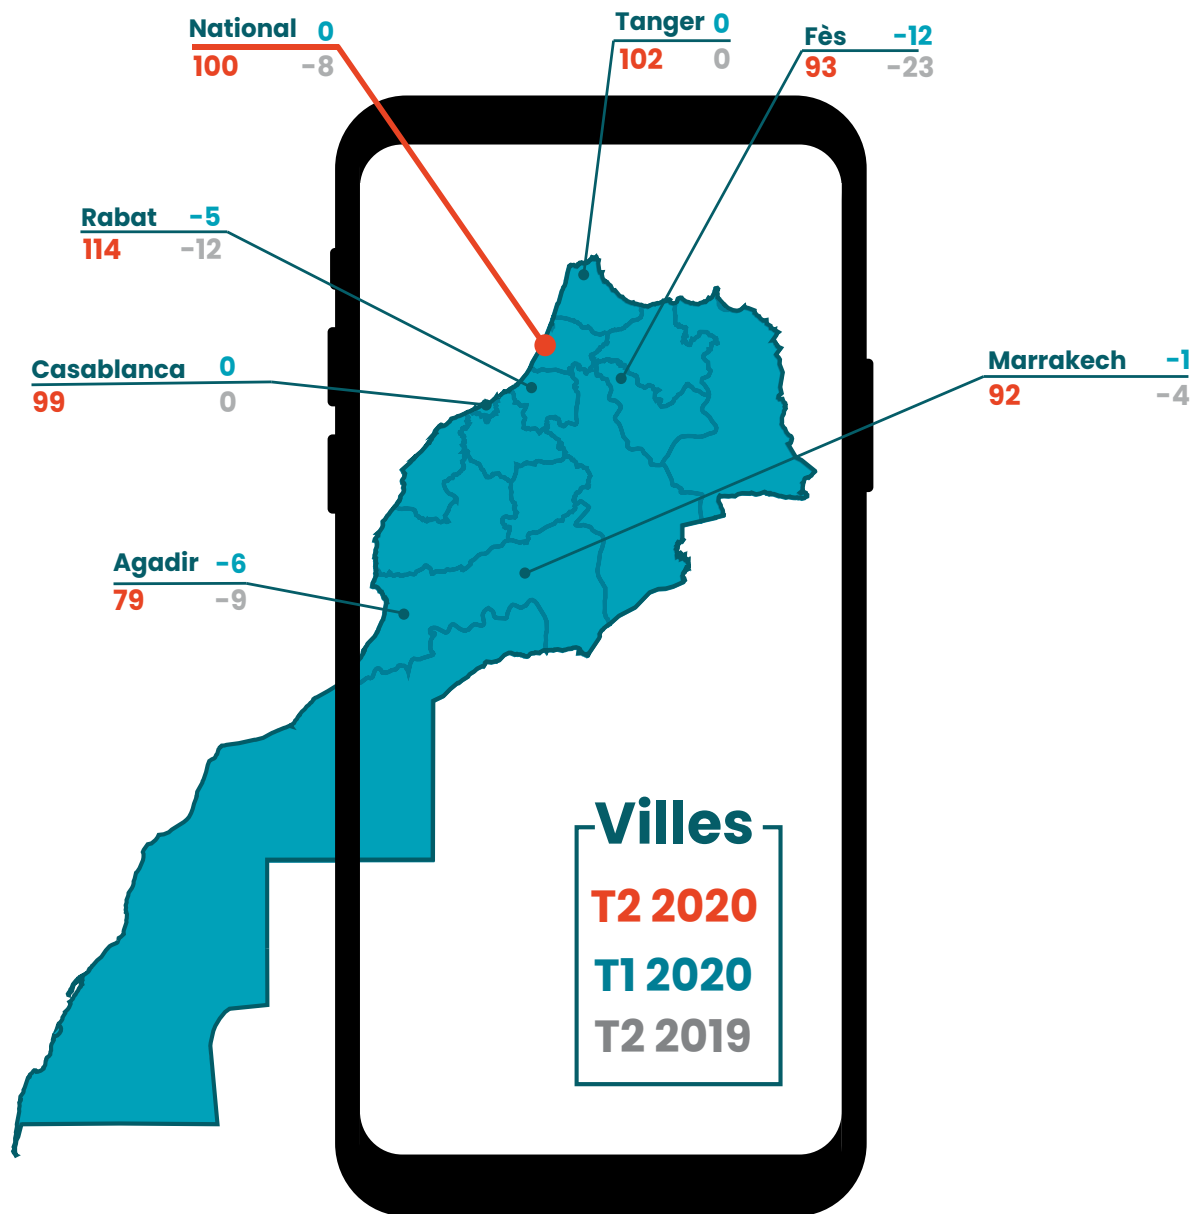 National 0
100 -8
Tanger 0
102 0
Fès -12
93 -23
Rabat -5
114 -12
Casablanca 0
99 0
Marrakech -1
92 -4
Agadir -6
79 -9
Villes
T2 2020
T1 2020
T2 2019